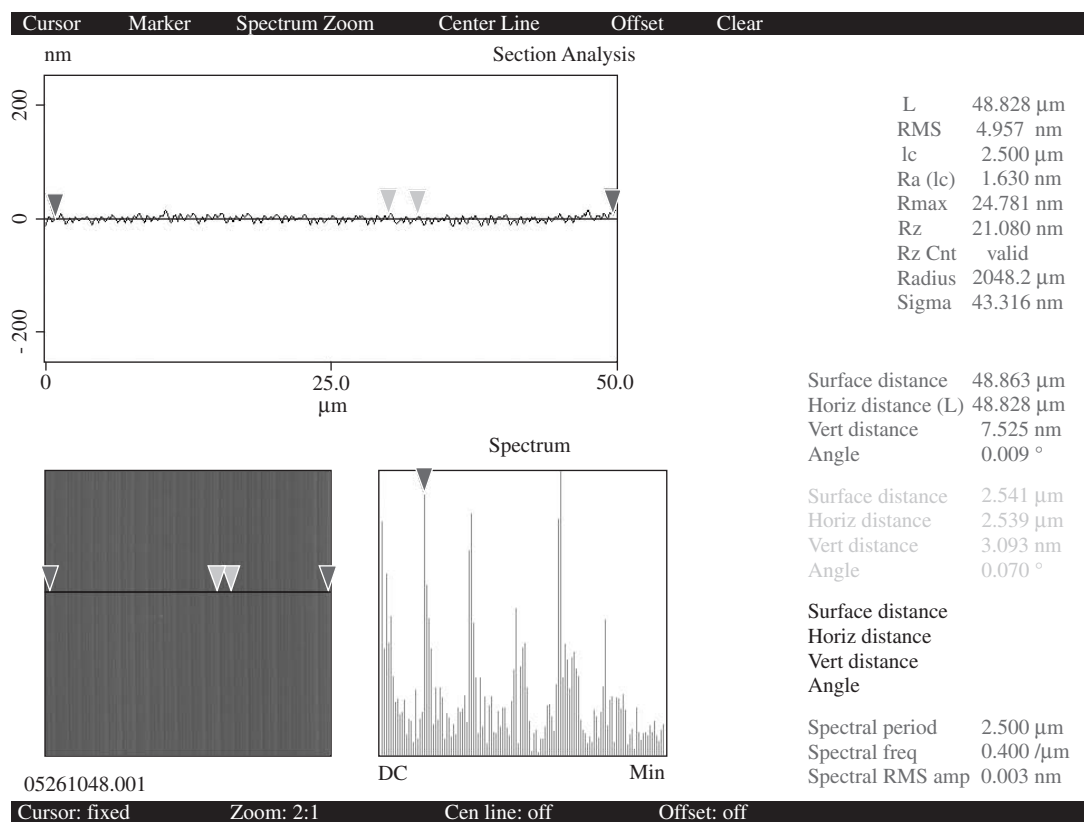 Cursor Marker Spectrum Zoom Center Line Offset Clear
nm Section Analysis
200
0
- 200
0 25.0 50.0
μm
L 48.828 μm
RMS 4.957 nm
lc 2.500 μm
Ra (lc) 1.630 nm
Rmax 24.781 nm
Rz 21.080 nm
Rz Cnt valid
Radius 2048.2 μm
Sigma 43.316 nm
Surface distance 48.863 μm
Horiz distance (L) 48.828 μm
Vert distance 7.525 nm
Angle 0.009 °
Surface distance 2.541 μm
Horiz distance 2.539 μm
Vert distance 3.093 nm
Angle 0.070 °
Surface distance
Horiz distance
Vert distance
Angle
Spectral period 2.500 μm
Spectral freq 0.400 /μm
Spectral RMS amp 0.003 nm
Spectrum
DC Min
05261048.001
Cursor: fixed Zoom: 2:1 Cen line: off Offset: off